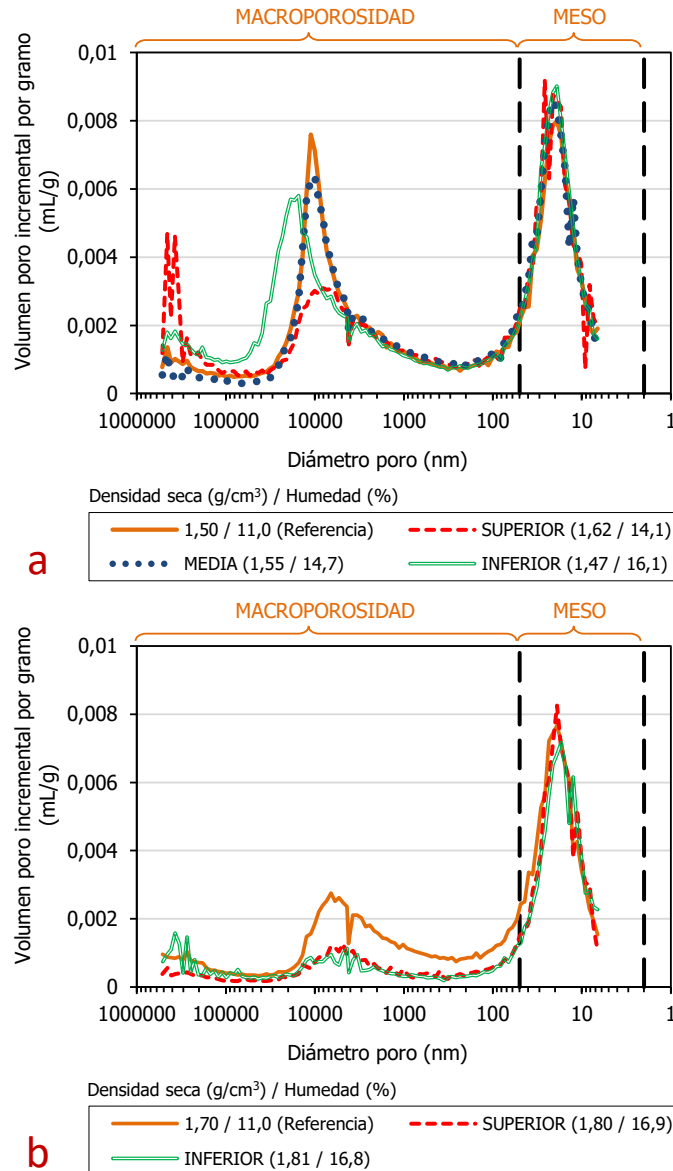 MACROPOROSIDAD MESO
0,01
0,008
0,006
0,004
0,002
0
Volumen poro incremental por gramo
(mL/g)
1000000 100000 10000 1000 100 10 1
Diámetro poro (nm)
Densidad seca (g/cm³) / Humedad (%)
1,50 / 11,0 (Referencia) SUPERIOR (1,62 / 14,1)
MEDIA (1,55 / 14,7) INFERIOR (1,47 / 16,1)
a
MACROPOROSIDAD MESO
0,01
0,008
0,006
0,004
0,002
0
Volumen poro incremental por gramo
(mL/g)
1000000 100000 10000 1000 100 10 1
Diámetro poro (nm)
Densidad seca (g/cm³) / Humedad (%)
1,70 / 11,0 (Referencia) SUPERIOR (1,80 / 16,9)
INFERIOR (1,81 / 16,8)
b